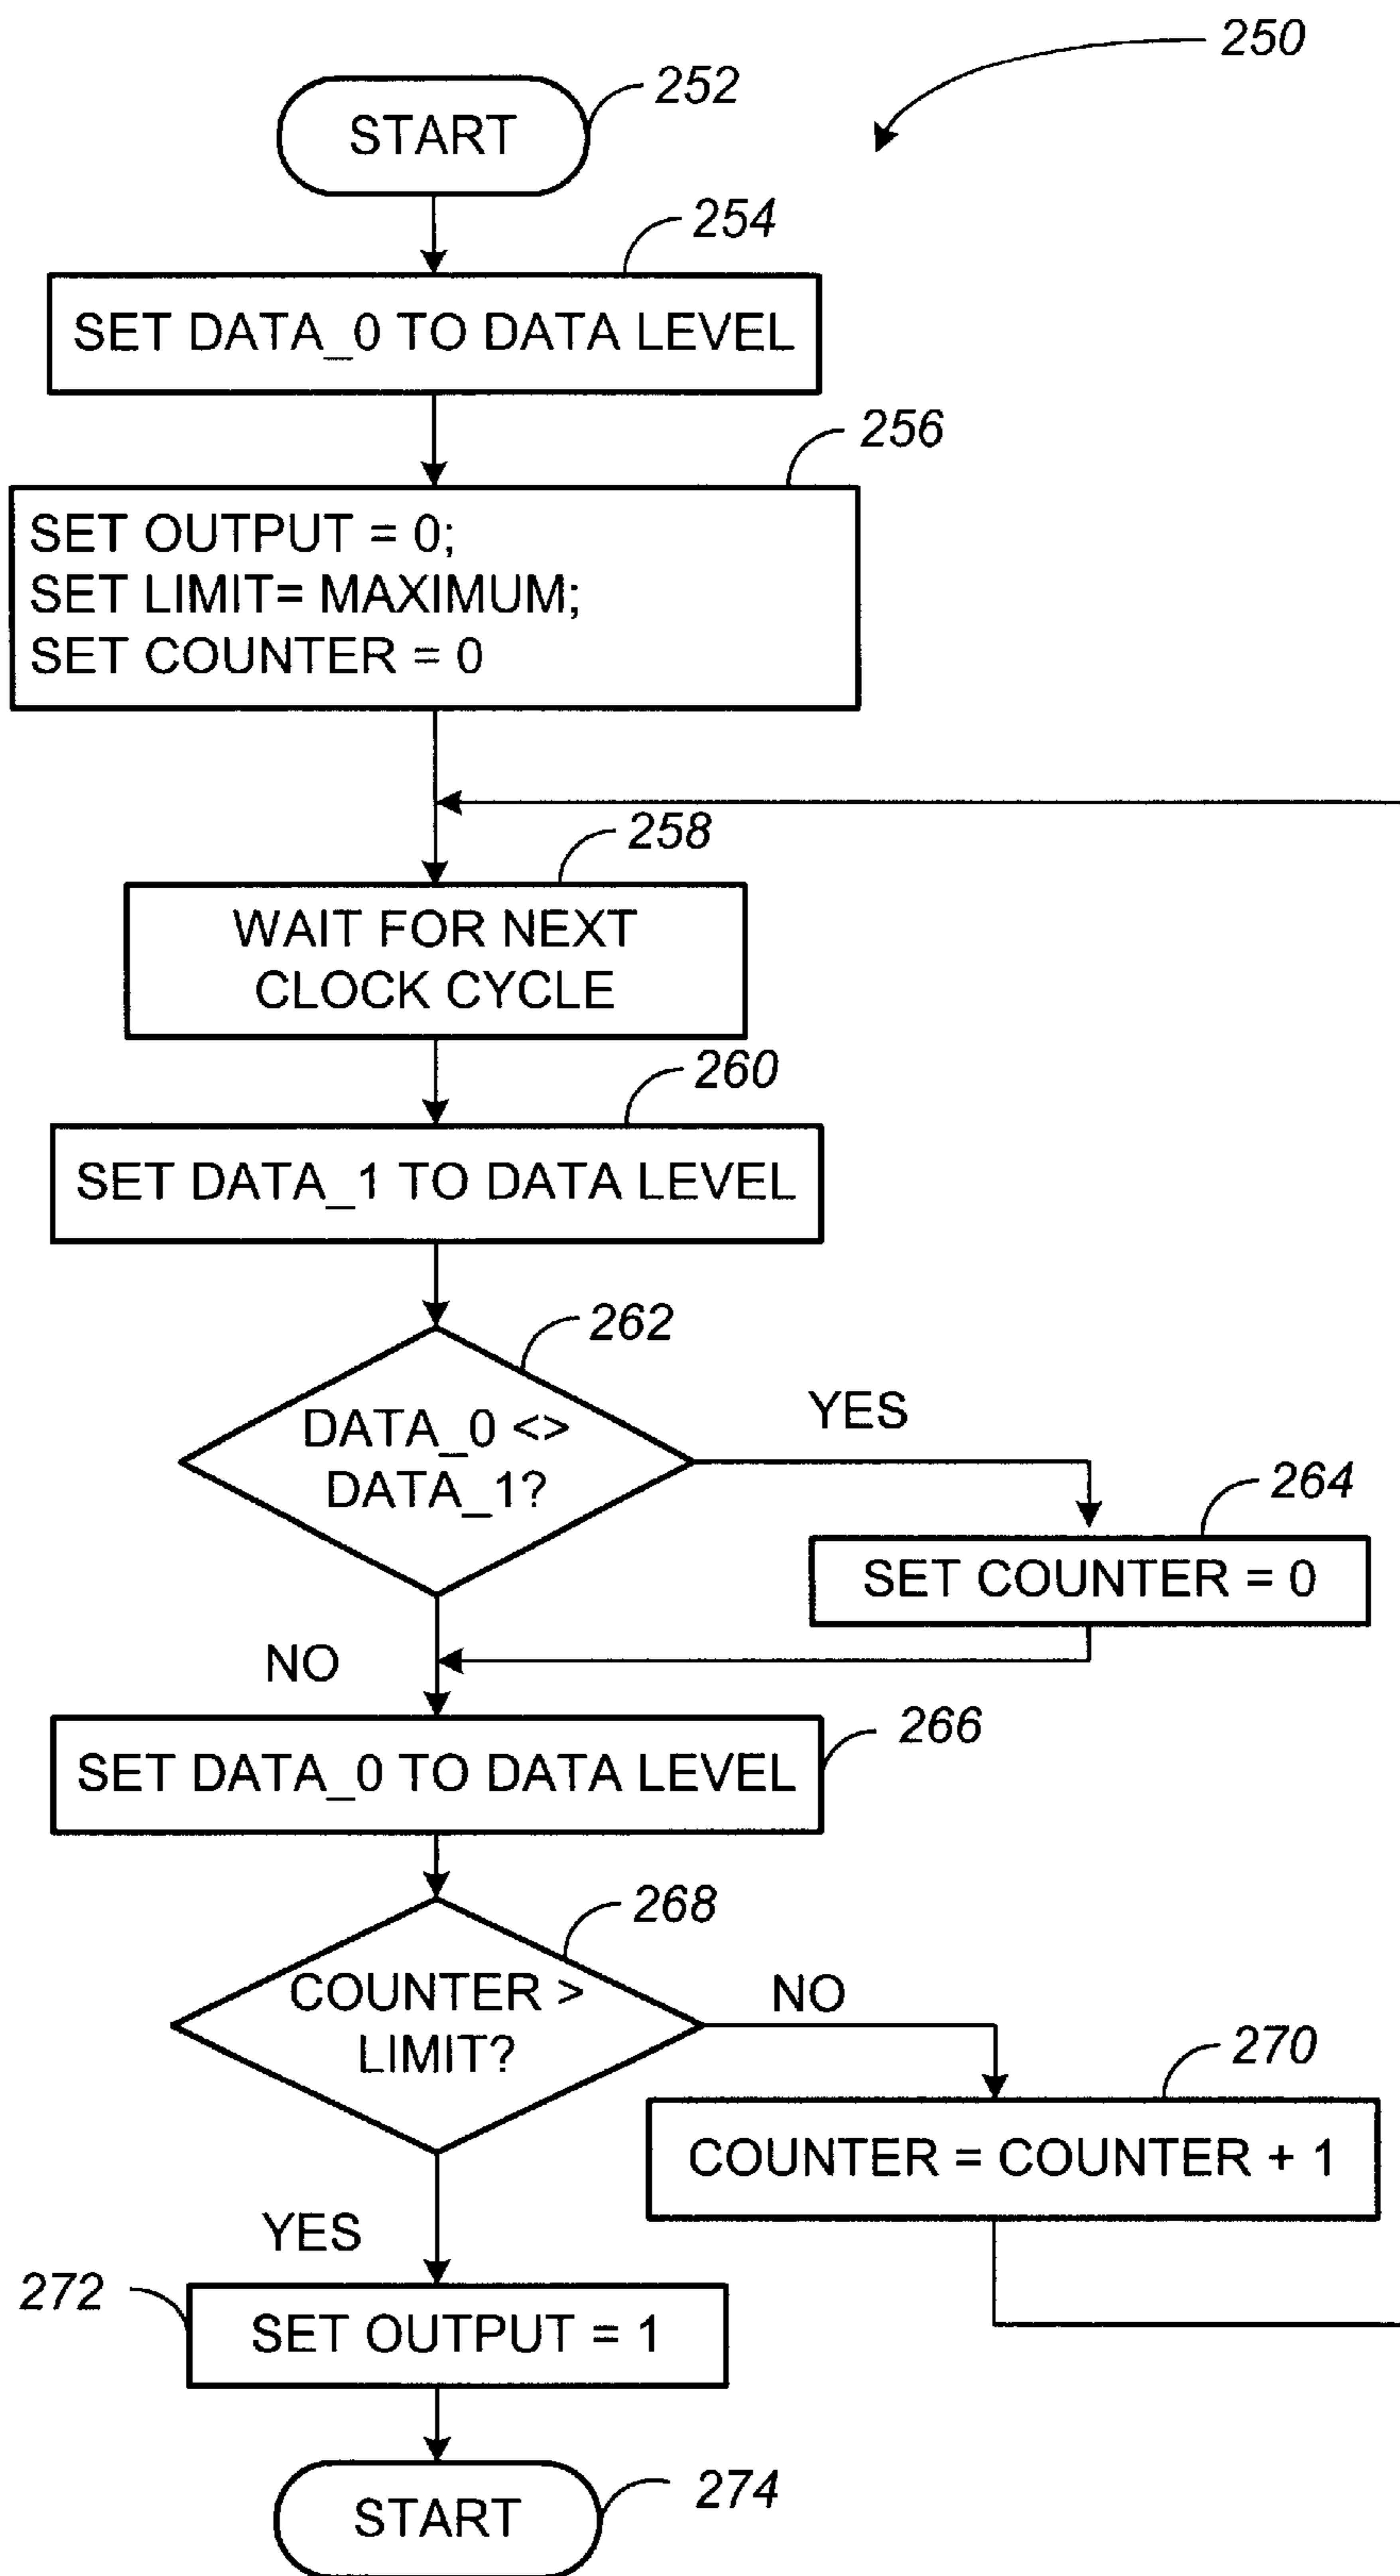 250
252
START
254
SET DATA_0 TO DATA LEVEL
256
SET OUTPUT = 0;
SET LIMIT= MAXIMUM;
SET COUNTER = 0
258
WAIT FOR NEXT
CLOCK CYCLE
260
SET DATA_1 TO DATA LEVEL
262
DATA_0 <>
DATA_1?
YES
264
SET COUNTER = 0
NO
266
SET DATA_0 TO DATA LEVEL
268
COUNTER >
LIMIT?
NO
270
COUNTER = COUNTER + 1
YES
272
SET OUTPUT = 1
274
START